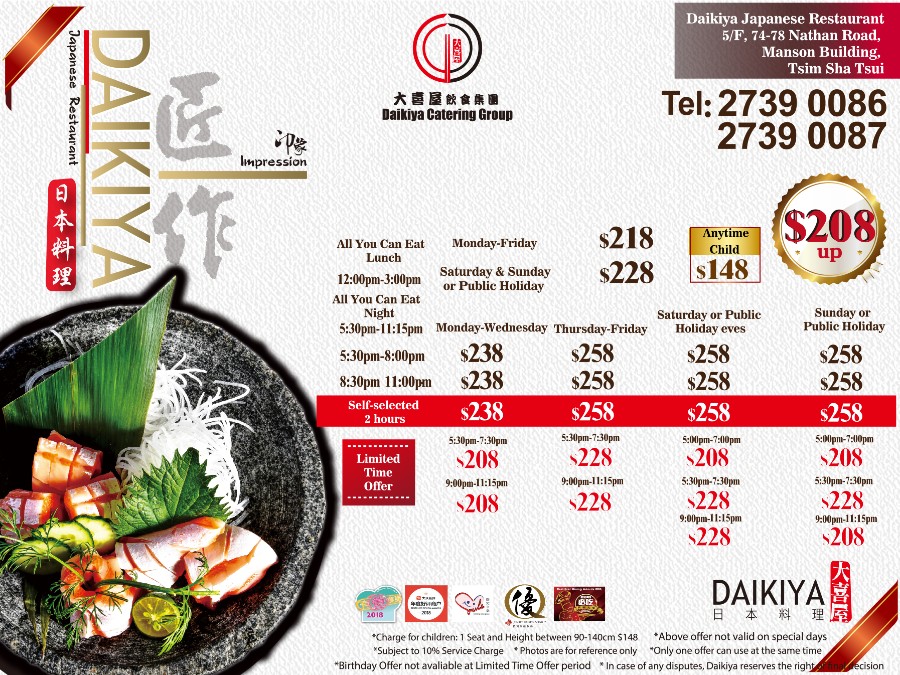 DAIKIYA
Japanese Restaurant
日本料理
匠作
印象
Impression
大喜屋
大喜屋飲食集團
Daikiya Catering Group
Daikiya Japanese Restaurant
5/F, 74-78 Nathan Road,
Manson Building,
Tsim Sha Tsui
Tel: 2739 0086
2739 0087
$208
up
All You Can Eat
Lunch
12:00pm-3:00pm
Monday-Friday $218
Saturday & Sunday
or Public Holiday $228
Anytime
Child
$148
All You Can Eat
Night
5:30pm-11:15pm Monday-Wednesday Thursday-Friday
Saturday or Public
Holiday eves
Sunday or
Public Holiday
5:30pm-8:00pm $238 $258 $258 $258
8:30pm 11:00pm $238 $258 $258 $258
Self-selected
2 hours $238 $258 $258 $258
Limited
Time
Offer
5:30pm-7:30pm 5:30pm-7:30pm 5:00pm-7:00pm 5:00pm-7:00pm
$208 $228 $208 $208
9:00pm-11:15pm 9:00pm-11:15pm 5:30pm-7:30pm 5:30pm-7:30pm
$208 $228 $228 $228
9:00pm-11:15pm 9:00pm-11:15pm
$228 $208
2018
優
DAIKIYA
日本料理
大喜屋
*Charge for children: 1 Seat and Height between 90-140cm $148 *Above offer not valid on special days
*Subject to 10% Service Charge * Photos are for reference only *Only one offer can use at the same time
*Birthday Offer not avaliable at Limited Time Offer period * In case of any disputes, Daikiya reserves the right of final decision